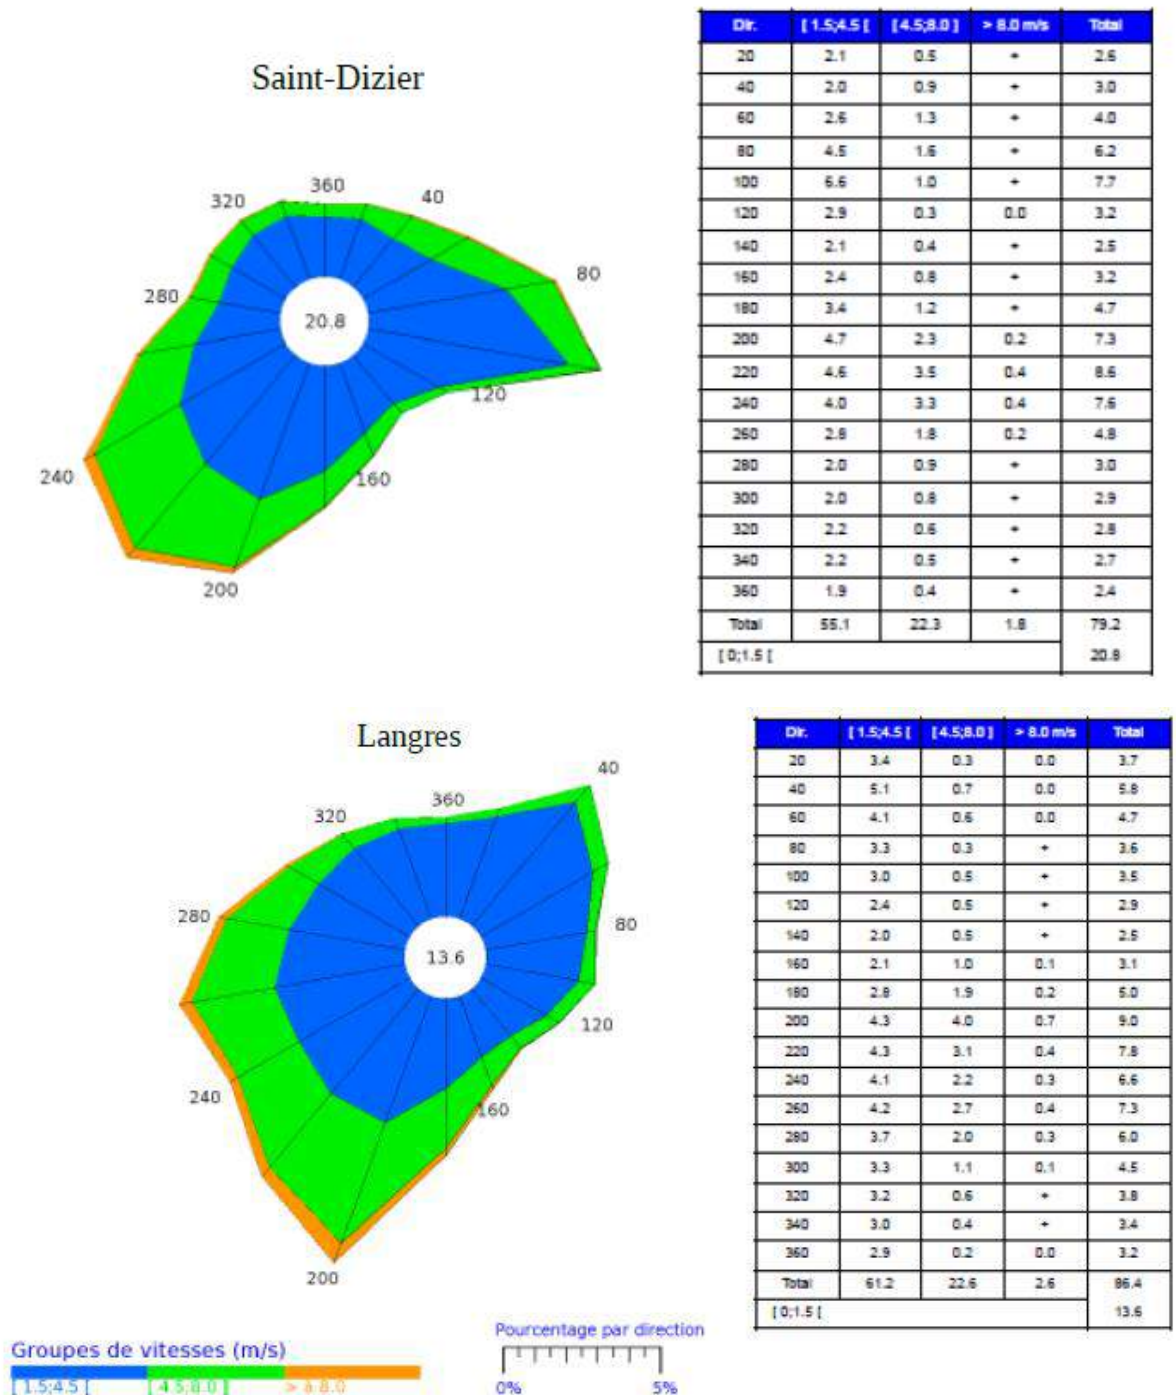 Saint-Dizier
360
320
40
280
80
20.8
120
240
160
200
Dir. [ 1.5;4.5 [ [ 4.5;8.0 ] > 8.0 m/s Total
20 2.1 0.5 + 2.6
40 2.0 0.9 + 3.0
60 2.6 1.3 + 4.0
80 4.5 1.6 + 6.2
100 6.6 1.0 + 7.7
120 2.9 0.3 0.0 3.2
140 2.1 0.4 + 2.5
160 2.4 0.8 + 3.2
180 3.4 1.2 + 4.7
200 4.7 2.3 0.2 7.3
220 4.6 3.5 0.4 8.6
240 4.0 3.3 0.4 7.6
260 2.8 1.8 0.2 4.8
280 2.0 0.9 + 3.0
300 2.0 0.8 + 2.9
320 2.2 0.6 + 2.8
340 2.2 0.5 + 2.7
360 1.9 0.4 + 2.4
Total 55.1 22.3 1.8 79.2
[ 0;1.5 [ 20.8
Langres
40
360
320
280
80
13.6
120
240
160
200
Dir. [ 1.5;4.5 [ [ 4.5;8.0 ] > 8.0 m/s Total
20 3.4 0.3 0.0 3.7
40 5.1 0.7 0.0 5.8
60 4.1 0.6 0.0 4.7
80 3.3 0.3 + 3.6
100 3.0 0.5 + 3.5
120 2.4 0.5 + 2.9
140 2.0 0.5 + 2.5
160 2.1 1.0 0.1 3.1
180 2.8 1.9 0.2 5.0
200 4.3 4.0 0.7 9.0
220 4.3 3.1 0.4 7.8
240 4.1 2.2 0.3 6.6
260 4.2 2.7 0.4 7.3
280 3.7 2.0 0.3 6.0
300 3.3 1.1 0.1 4.5
320 3.2 0.6 + 3.8
340 3.0 0.4 + 3.4
360 2.9 0.2 0.0 3.2
Total 61.2 22.6 2.6 86.4
[ 0;1.5 [ 13.6
Groupes de vitesses (m/s)
[ 1.5;4.5 [ [ 4.5;8.0 ] > à 8.0
Pourcentage par direction
0% 5%